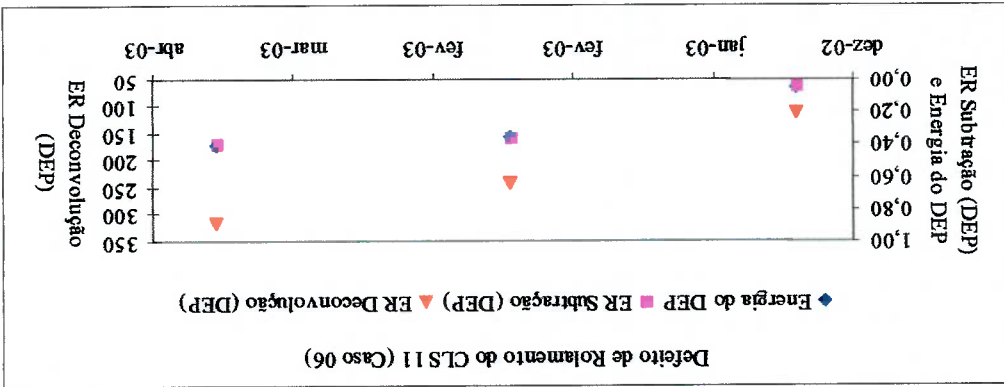 Defeito de Rolamento do CLS11 (Caso 06)
Energia do DEP ER Subtração (DEP) ER Deconvolução (DEP)
ER Subtração (DEP)
e Energia do DEP
1,00
0,80
0,60
0,40
0,20
0,00
350
300
250
200
150
100
50
ER Deconvolução
(DEP)
dez-02 jan-03 fev-03 fev-03 mar-03 abr-03